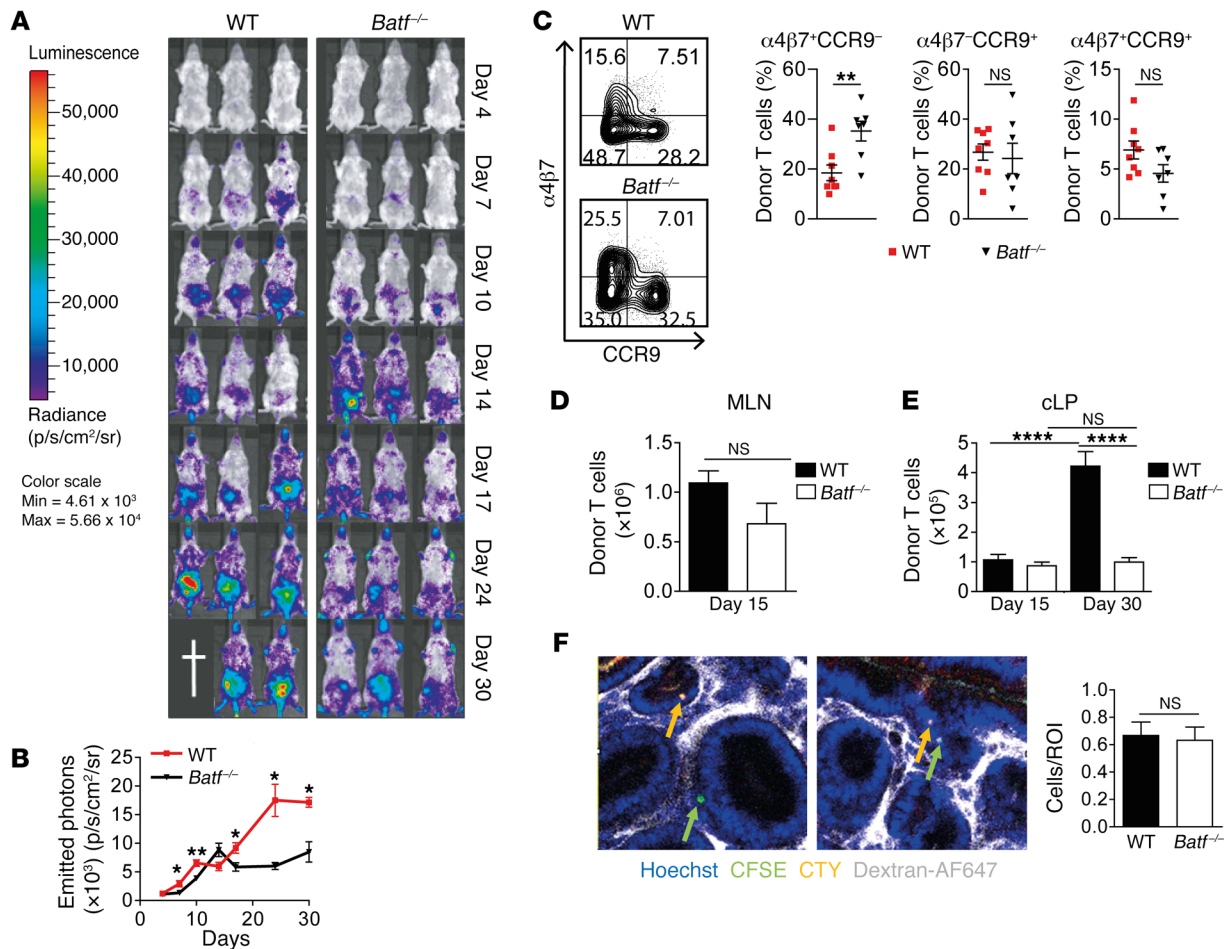 A
WT
Batf⁻/⁻
Luminescence
50,000
40,000
30,000
20,000
10,000
Radiance
(p/s/cm²/sr)
Color scale
Min = 4.61 x 10³
Max = 5.66 x 10⁴
Day 4
Day 7
Day 10
Day 14
Day 17
Day 24
Day 30
B
WT
Batf⁻/⁻
Emitted photons
(×10³) (p/s/cm²/sr)
25
20
15
10
5
0
* ** * * *
0 10 20 30
Days
C
WT
15.6 7.51
48.7 28.2
Batf⁻/⁻
25.5 7.01
35.0 32.5
α4β7
CCR9
α4β7⁺CCR9⁻
Donor T cells (%)
60
40
20
0
**
α4β7⁻CCR9⁺
Donor T cells (%)
60
40
20
0
NS
α4β7⁺CCR9⁺
Donor T cells (%)
15
10
5
0
NS
WT Batf⁻/⁻
D
MLN
Donor T cells
(×10⁶)
1.5
1.0
0.5
0.0
NS
WT
Batf⁻/⁻
Day 15
E
cLP
Donor T cells
(×10⁵)
5
4
3
2
1
0
NS
**** ****
WT
Batf⁻/⁻
Day 15 Day 30
F
Hoechst CFSE CTY Dextran-AF647
Cells/ROI
1.0
0.8
0.6
0.4
0.2
0.0
NS
WT Batf⁻/⁻